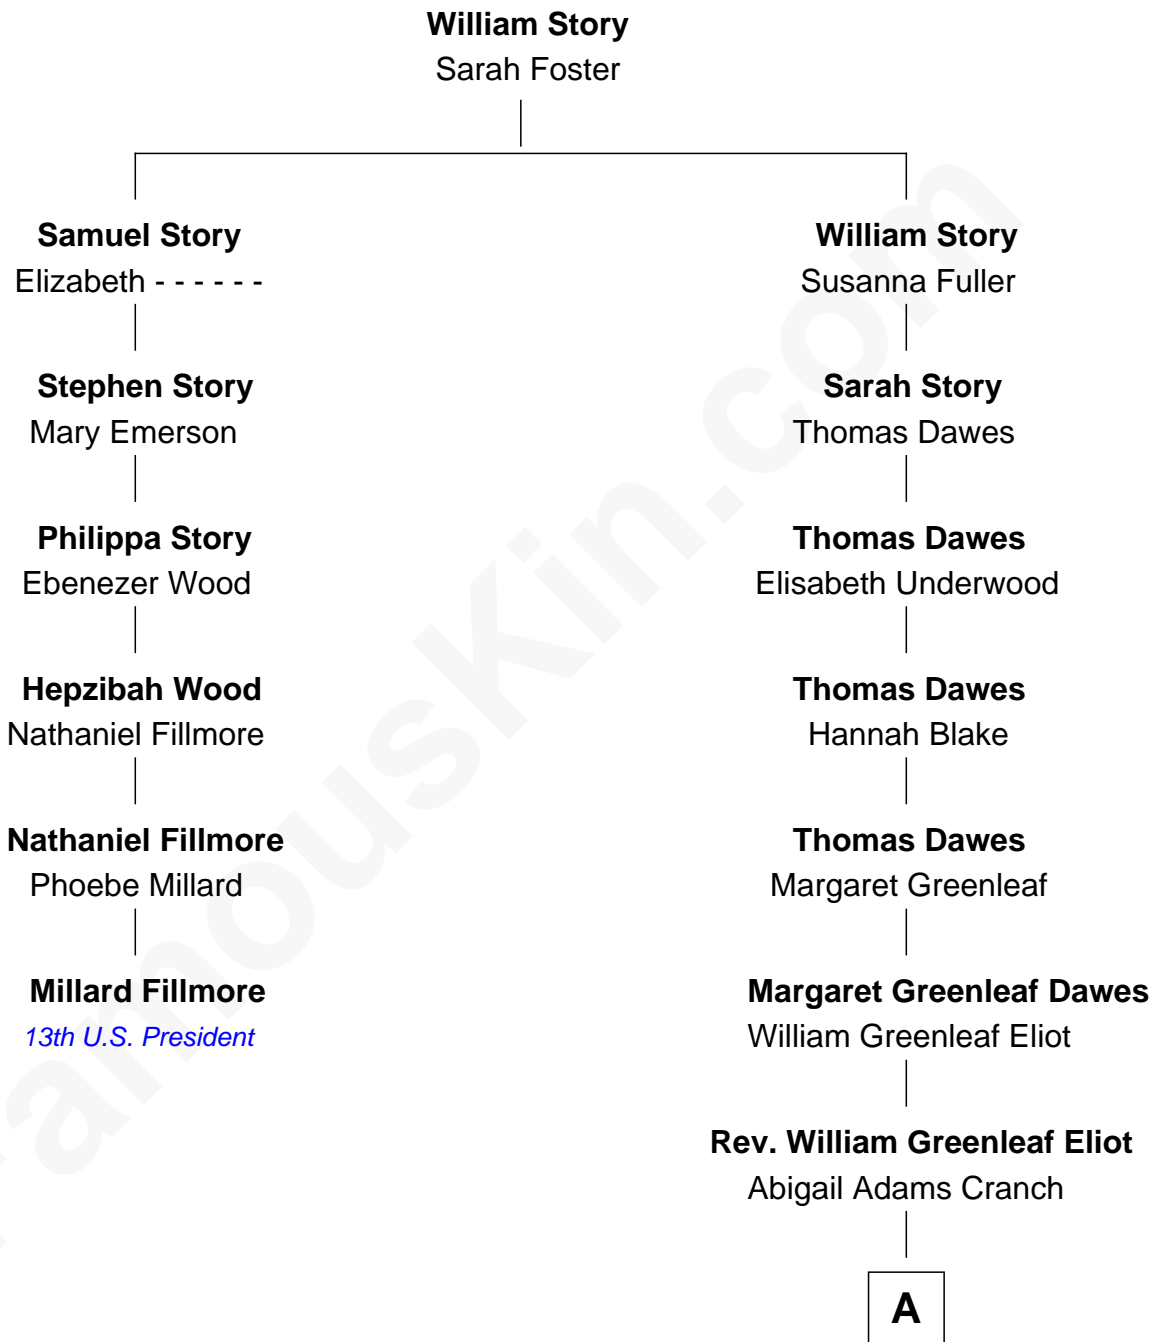 William Story
Sarah Foster
Samuel Story
Elizabeth - - - - - -
William Story
Susanna Fuller
Stephen Story
Mary Emerson
Sarah Story
Thomas Dawes
Philippa Story
Ebenezer Wood
Thomas Dawes
Elisabeth Underwood
Hepzibah Wood
Nathaniel Fillmore
Thomas Dawes
Hannah Blake
Nathaniel Fillmore
Phoebe Millard
Thomas Dawes
Margaret Greenleaf
Millard Fillmore
13th U.S. President
Margaret Greenleaf Dawes
William Greenleaf Eliot
Rev. William Greenleaf Eliot
Abigail Adams Cranch
A
FamousKin.com